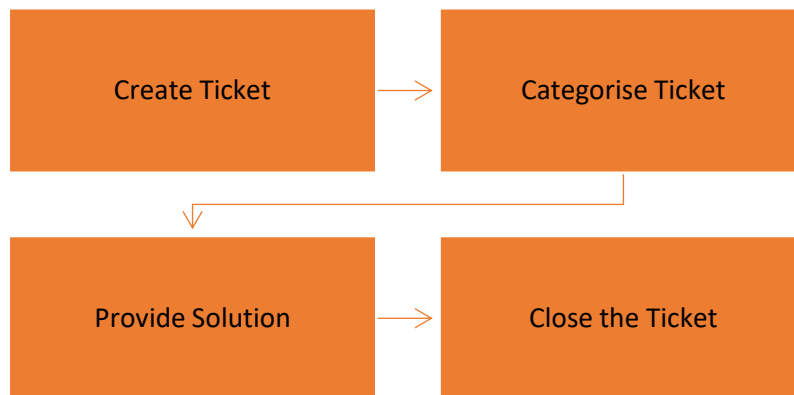 Create Ticket
Categorise Ticket
Provide Solution
Close the Ticket